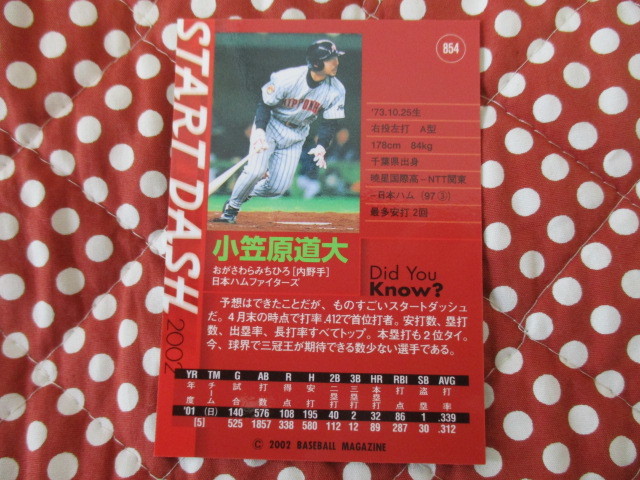 START DASH 2002
854
NIPPONHAM
'73.10.25生
右投左打 A型
178cm 84kg
千葉県出身
暁星国際高-NTT関東
-日本ハム(97③)
最多安打2回
小笠原道大
おがさわらみちひろ[内野手]
日本ハムファイターズ
Did You
Know?
予想はできたことだが、ものすごいスタートダッシュ
だ。4月末の時点で打率.412で首位打者。安打数、塁打
数、出塁率、長打率すべてトップ。本塁打も2位タイ。
今、球界で三冠王が期待できる数少ない選手である。
YR TM G AB R H 2B 3B HR RBI SB AVG
年度 チーム 試合 打数 得点 安打 二塁打 三塁打 本塁打 打点 盗塁 打率
'01 (日) 140 576 108 195 40 2 32 86 1 .339
[5] 525 1857 338 580 112 12 89 287 30 .312
© 2002 BASEBALL MAGAZINE